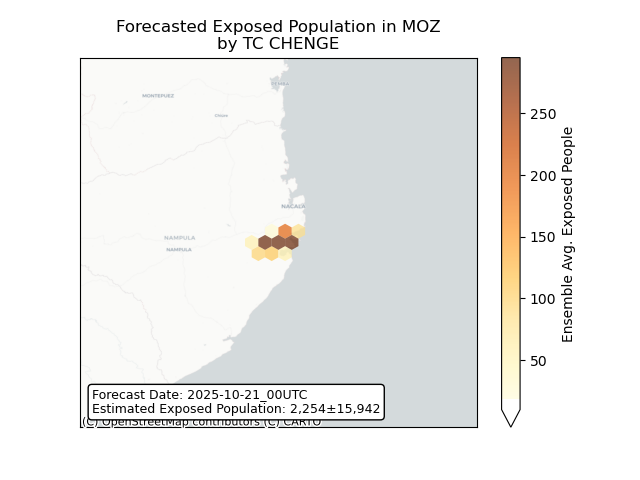 Forecasted Exposed Population in MOZ
by TC CHENGE
MONTEPUEZ
NACALA
NAMPULA
NAMPULA
250
200
150
100
50
Ensemble Avg. Exposed People
Forecast Date: 2025-10-21_00UTC
Estimated Exposed Population: 2,254±15,942
(C) OpenStreetMap contributors (C) CARTO